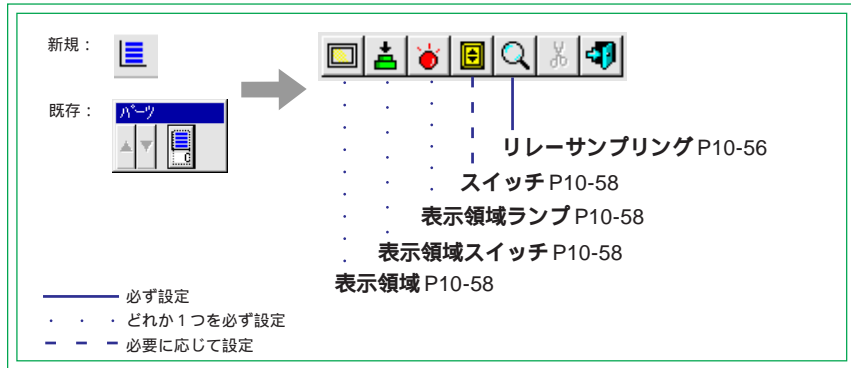 新規：
既存：
パーツ
C
リレーサンプリング P10-56
スイッチ P10-58
表示領域ランプ P10-58
表示領域スイッチ P10-58
表示領域 P10-58
必ず設定
どれか１つを必ず設定
必要に応じて設定